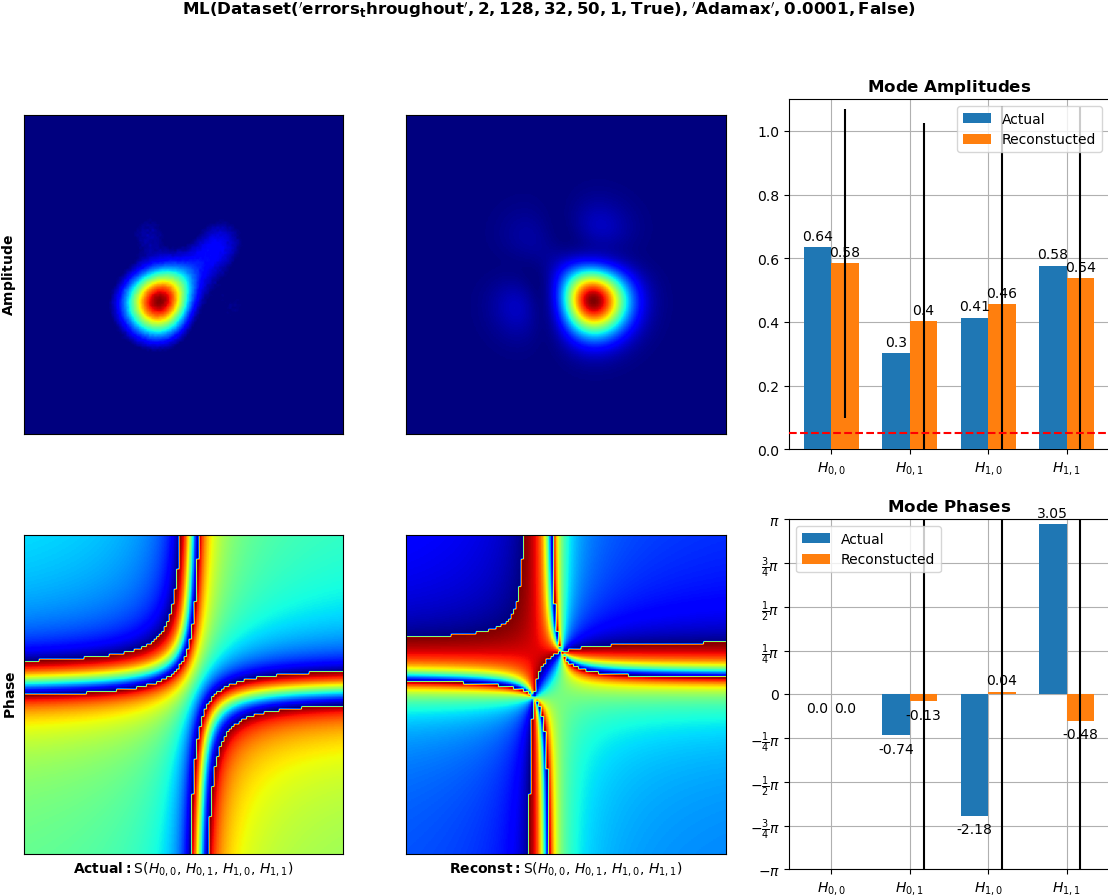 ML(Dataset('errors_throughout', 2, 128, 32, 50, 1, True), 'Adamax', 0.0001, False)
Amplitude
Mode Amplitudes
Actual
Reconstucted
1.0
0.8
0.6
0.4
0.2
0.0
0.64
0.58
0.3
0.4
0.41
0.46
0.58
0.54
H0,0 H0,1 H1,0 H1,1
Phase
Actual: S(H0,0, H0,1, H1,0, H1,1)
Reconst: S(H0,0, H0,1, H1,0, H1,1)
Mode Phases
Actual
Reconstucted
π
3/4π
1/2π
1/4π
0
−1/4π
−1/2π
−3/4π
−π
0.0
0.0
-0.74
-0.13
-2.18
0.04
3.05
-0.48
H0,0 H0,1 H1,0 H1,1